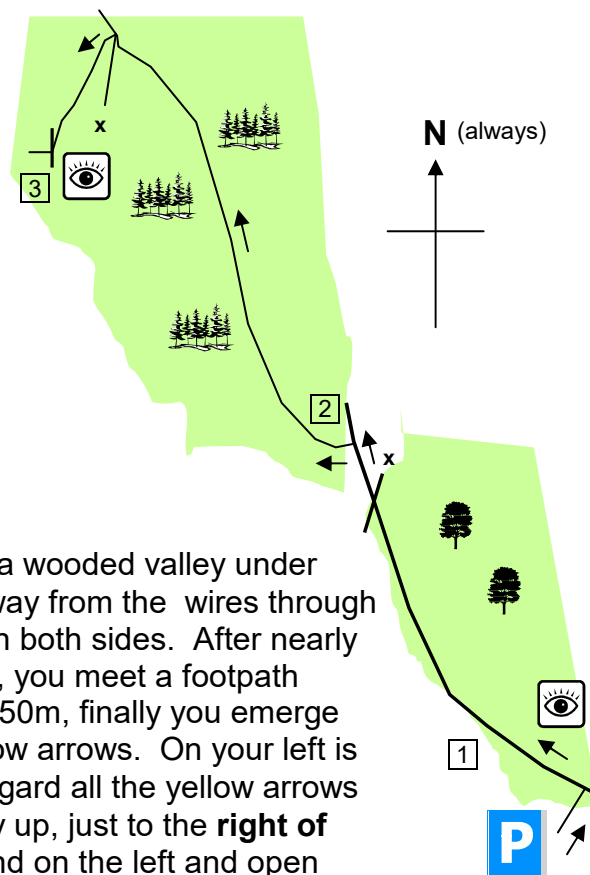 x
N (always)
3
2
x
a wooded valley under
way from the wires through
n both sides. After nearly
, you meet a footpath
50m, finally you emerge
ow arrows. On your left is
1
gard all the yellow arrows
y up, just to the right of
P
nd on the left and open